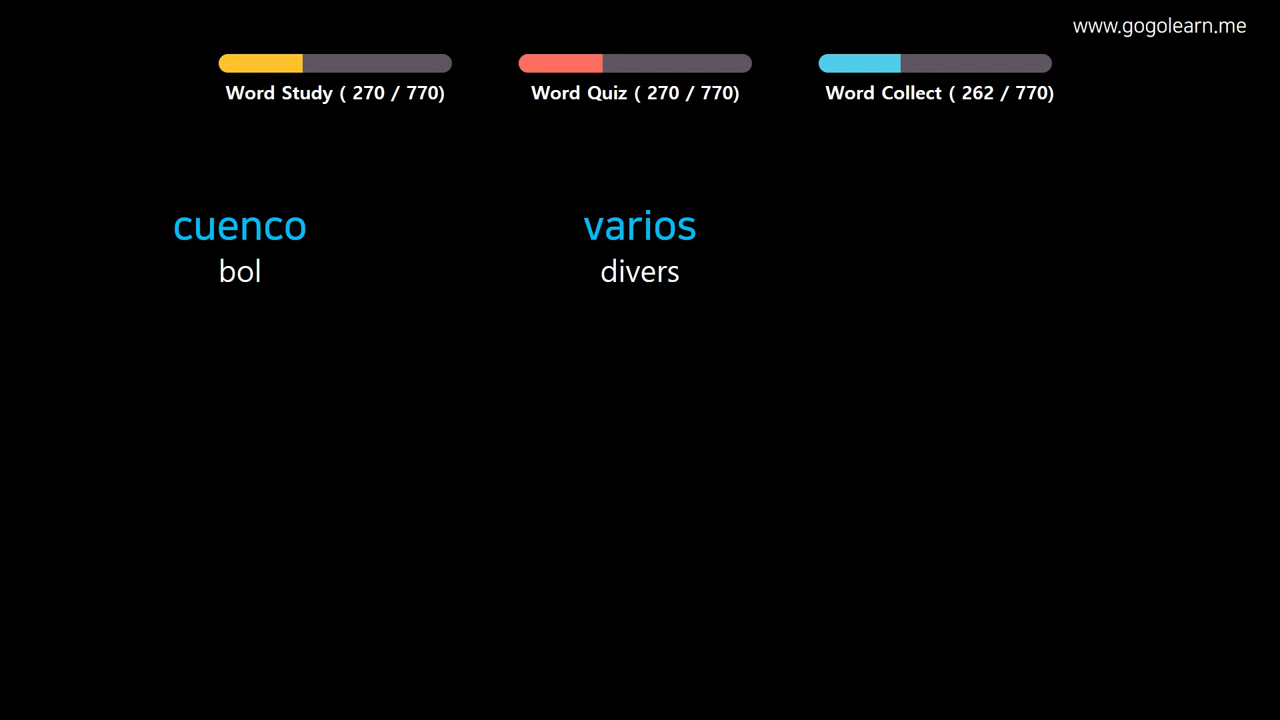 www.gogolearn.me
Word Study ( 270 / 770)
Word Quiz ( 270 / 770)
Word Collect ( 262 / 770)
cuenco
bol
varios
divers